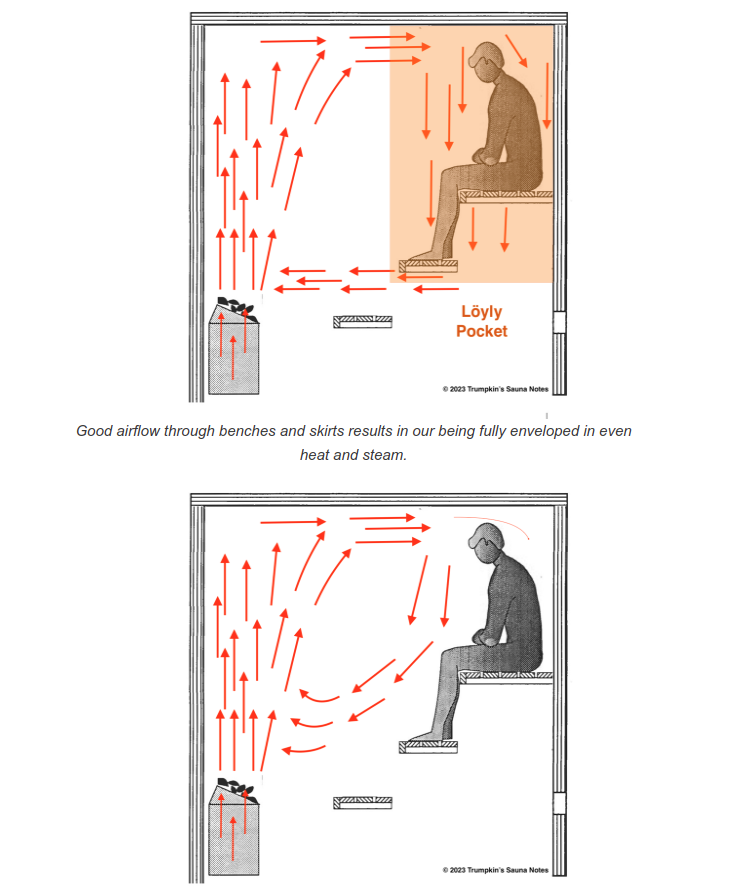 Löyly
Pocket
© 2023 Trumpkin's Sauna Notes
Good airflow through benches and skirts results in our being fully enveloped in even
heat and steam.
© 2023 Trumpkin's Sauna Notes